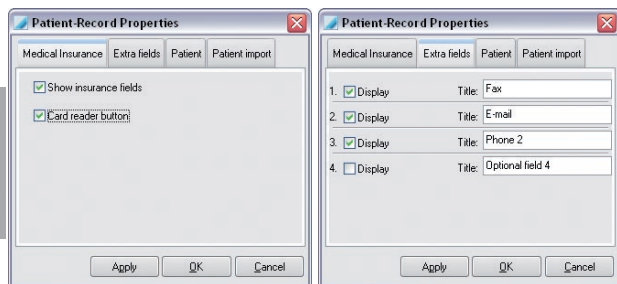 Patient-Record Properties
Medical Insurance Extra fields Patient Patient import
Show insurance fields
Card reader button
Apply OK Cancel
Patient-Record Properties
Medical Insurance Extra fields Patient Patient import
1. Display Title: Fax
2. Display Title: E-mail
3. Display Title: Phone 2
4. Display Title: Optional field 4
Apply OK Cancel